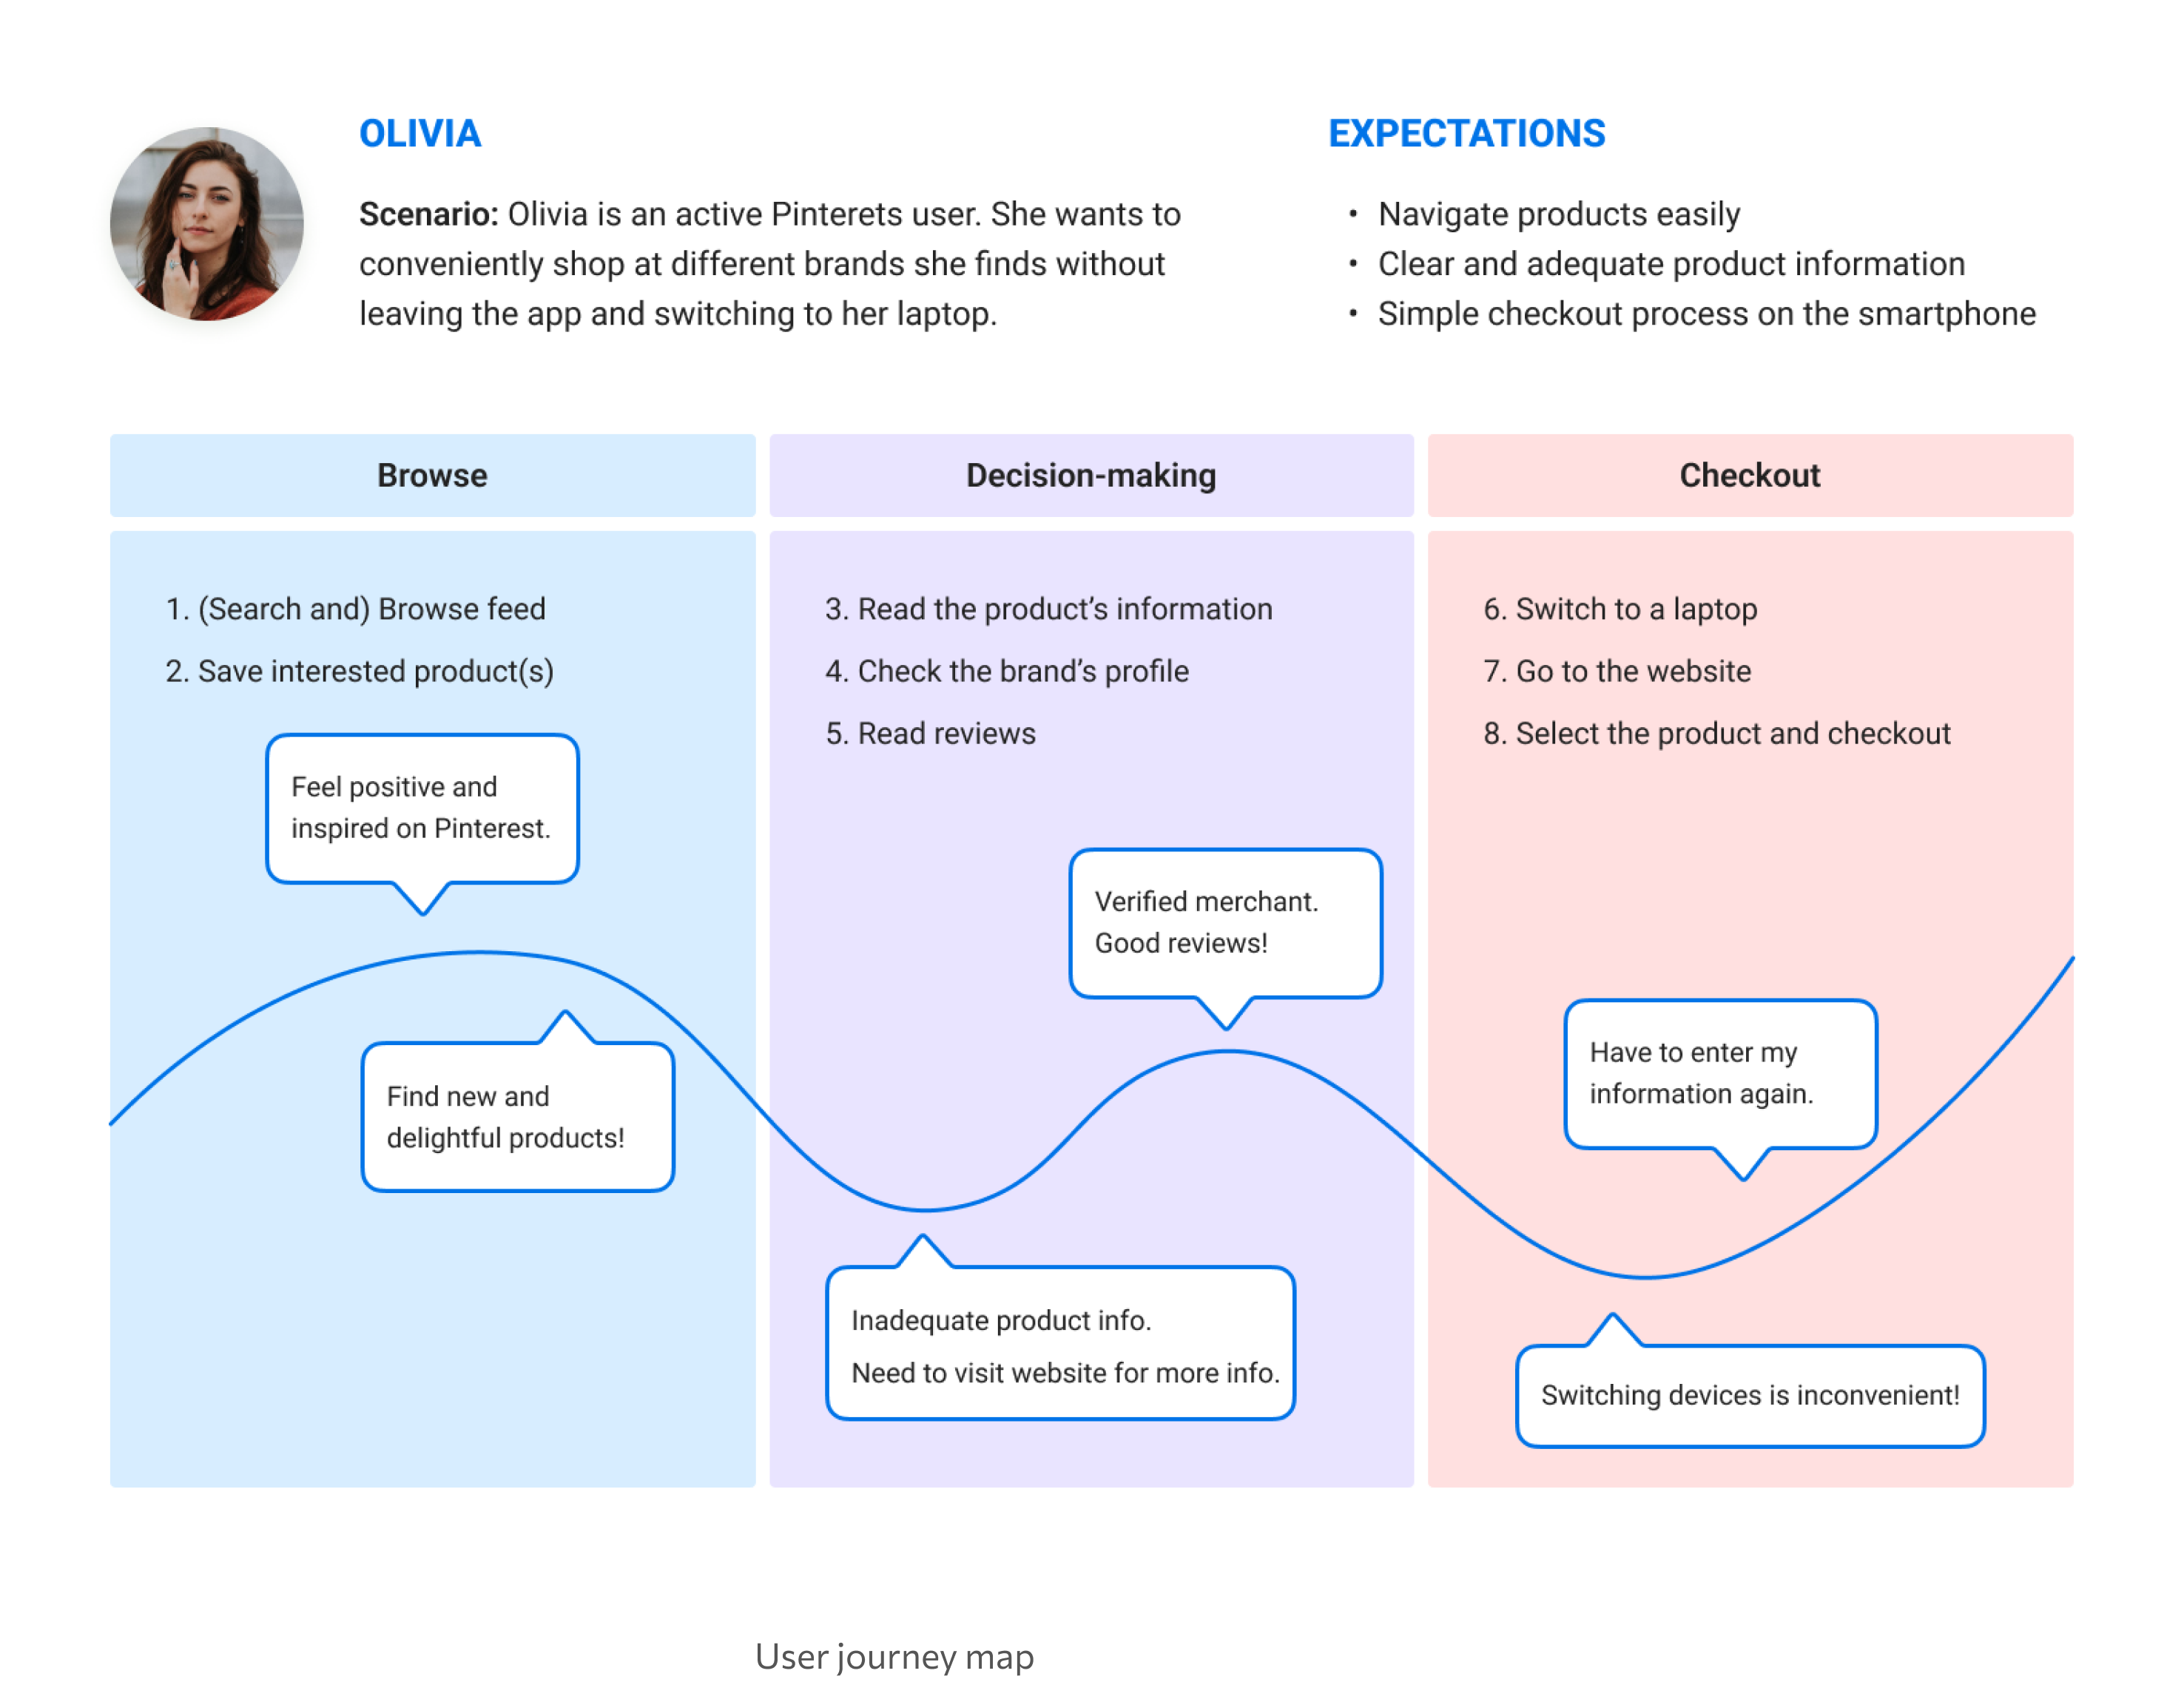 OLIVIA
Scenario: Olivia is an active Pinterets user. She wants to
conveniently shop at different brands she finds without
leaving the app and switching to her laptop.
EXPECTATIONS
• Navigate products easily
• Clear and adequate product information
• Simple checkout process on the smartphone
Browse
1. (Search and) Browse feed
2. Save interested product(s)
Feel positive and
inspired on Pinterest.
Find new and
delightful products!
Decision-making
3. Read the product’s information
4. Check the brand’s profile
5. Read reviews
Verified merchant.
Good reviews!
Inadequate product info.
Need to visit website for more info.
Checkout
6. Switch to a laptop
7. Go to the website
8. Select the product and checkout
Have to enter my
information again.
Switching devices is inconvenient!
User journey map